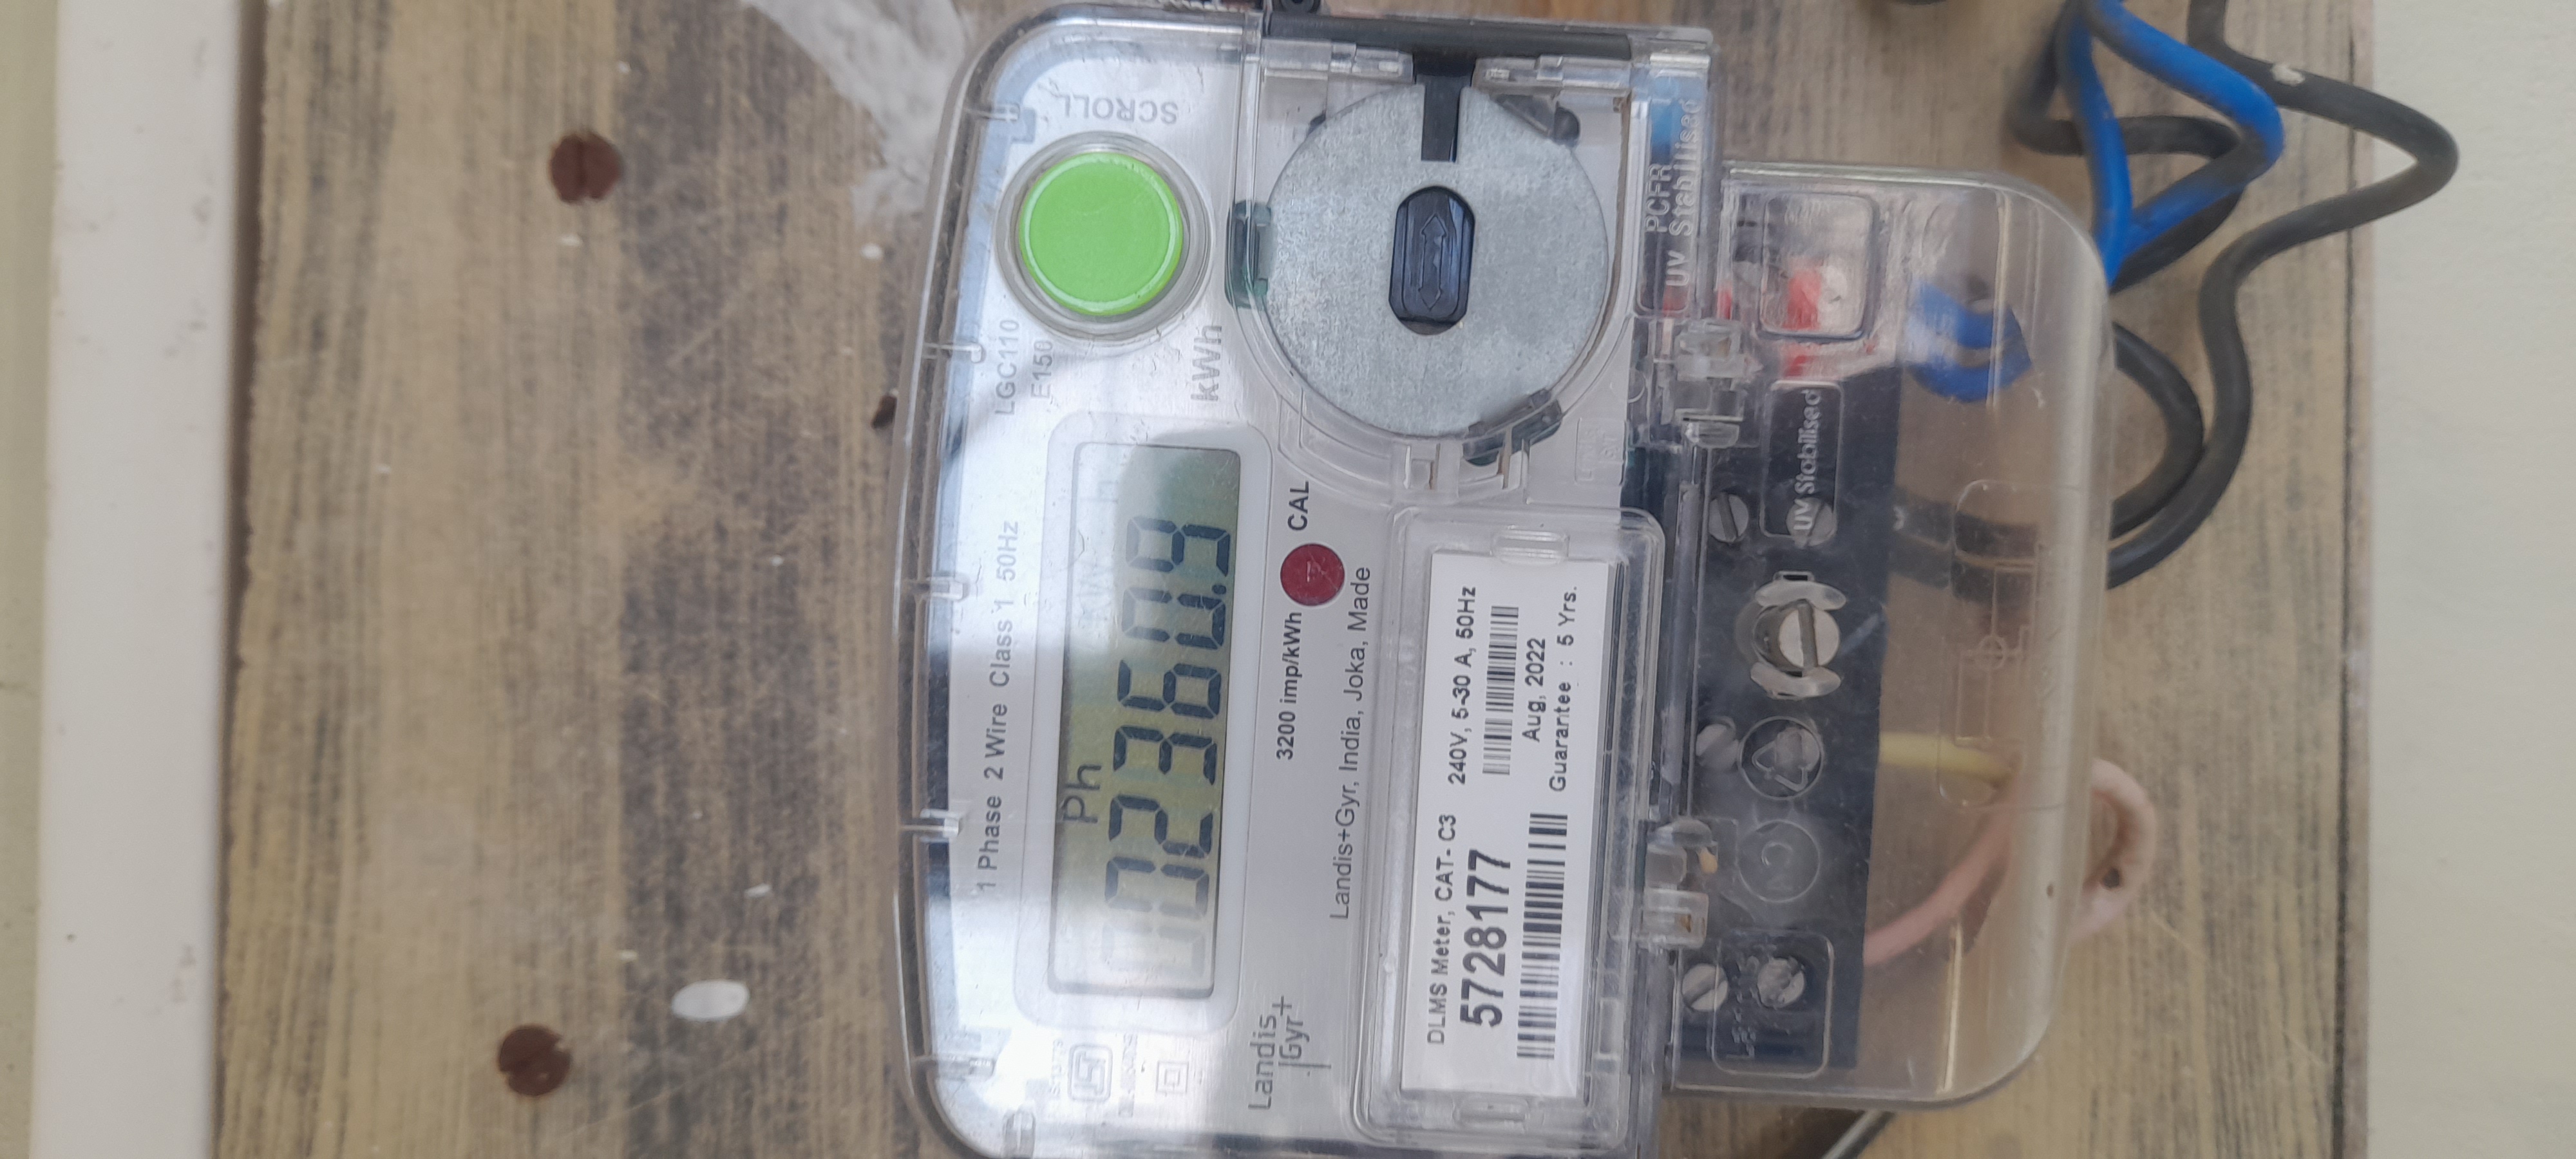 SCROLL
LGC110
E150
kWh
1 Phase 2 Wire Class 1 50Hz
Ph
02360.9
3200 imp/kWh
CAL
Landis+Gyr, India, Joka, Made
Landis
Gyr+
DLMS Meter, CAT- C3 240V, 5-30 A, 50Hz
5728177
Aug, 2022
Guarantee : 5 Yrs.
PCFR
UV Stabilised
UV Stabilised